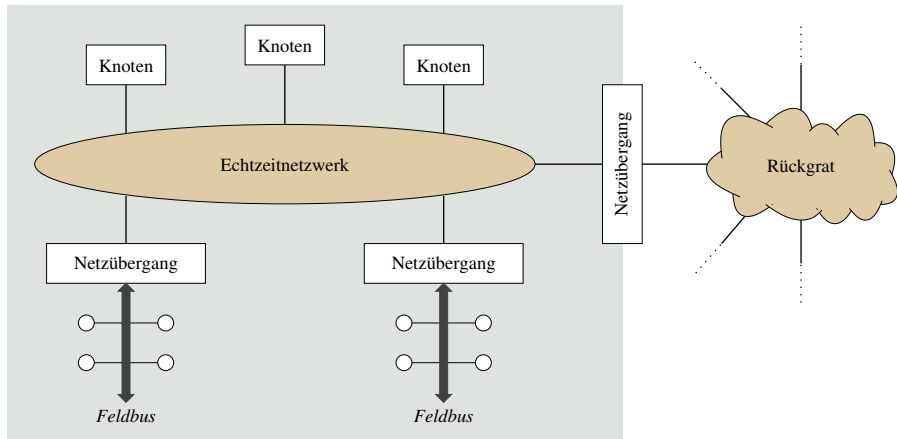 Knoten
Knoten
Knoten
Echtzeitnetzwerk
Netzübergang
Rückgrat
Netzübergang
Netzübergang
Feldbus
Feldbus